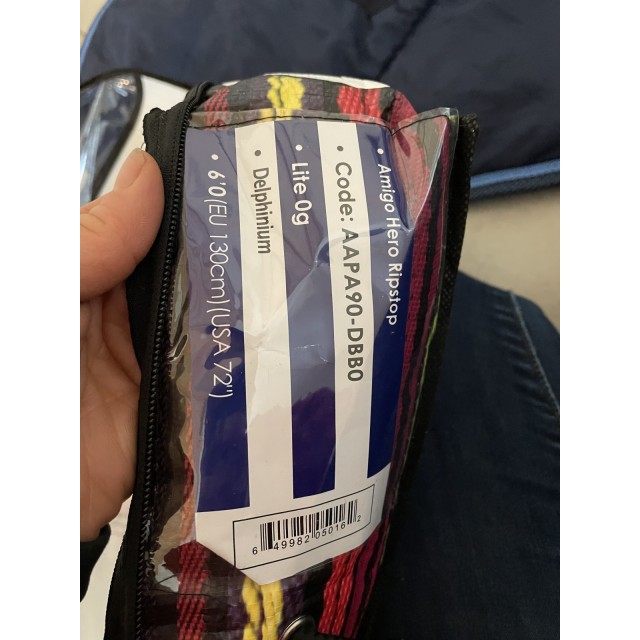 • Amigo Hero Ripstop
• Code: AAPA90-DBB0
• Lite 0g
• Delphinium
• 6'0(EU 130cm)(USA 72")
6 49982 05016 2